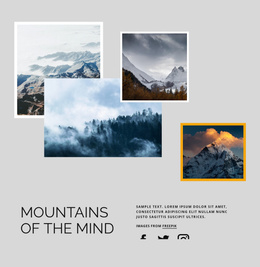 MOUNTAINS
OF THE MIND
SAMPLE TEXT. LOREM IPSUM DOLOR SIT AMET,
CONSECTETUR ADIPISCING ELIT NULLAM NUNC
JUSTO SAGITTIS SUSCIPIT ULTRICES.
IMAGES FROM FREEPIK